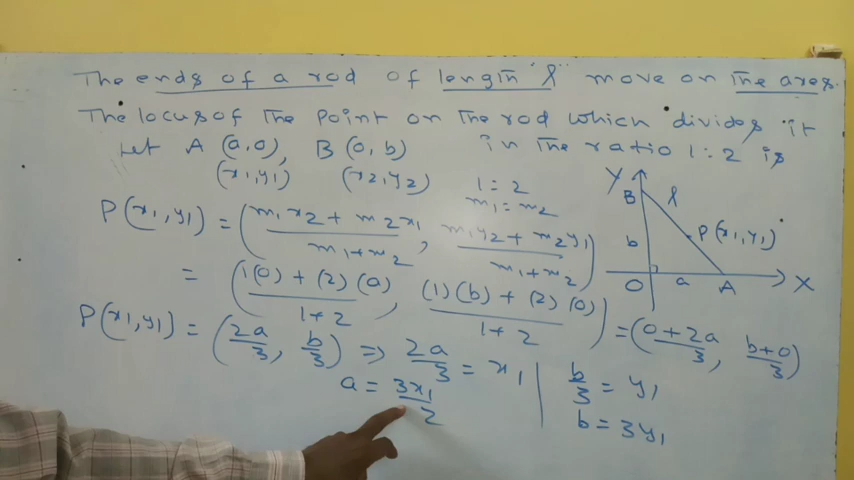 The ends of a rod of length "l" move on the axes.
The locus of the point on the rod which divides it
in the ratio 1:2 is
Let A (a,0), B (0,b)
(x1,y1) (x2,y2) 1:2
m1=m2
P(x1,y1) = (m1x2 + m2x1 / m1+m2, m1y2 + m2y1 / m1+m2)
= (1(0) + (2)(a) / 1+2, (1)(b) + (2)(0) / 1+2) = (0+2a / 3, b+0 / 3)
P(x1,y1) = (2a/3, b/3) => 2a/3 = x1 | b/3 = y1
a = 3x1/2 | b = 3y1
Y
B
l
b
P(x1,y1)
O a A X